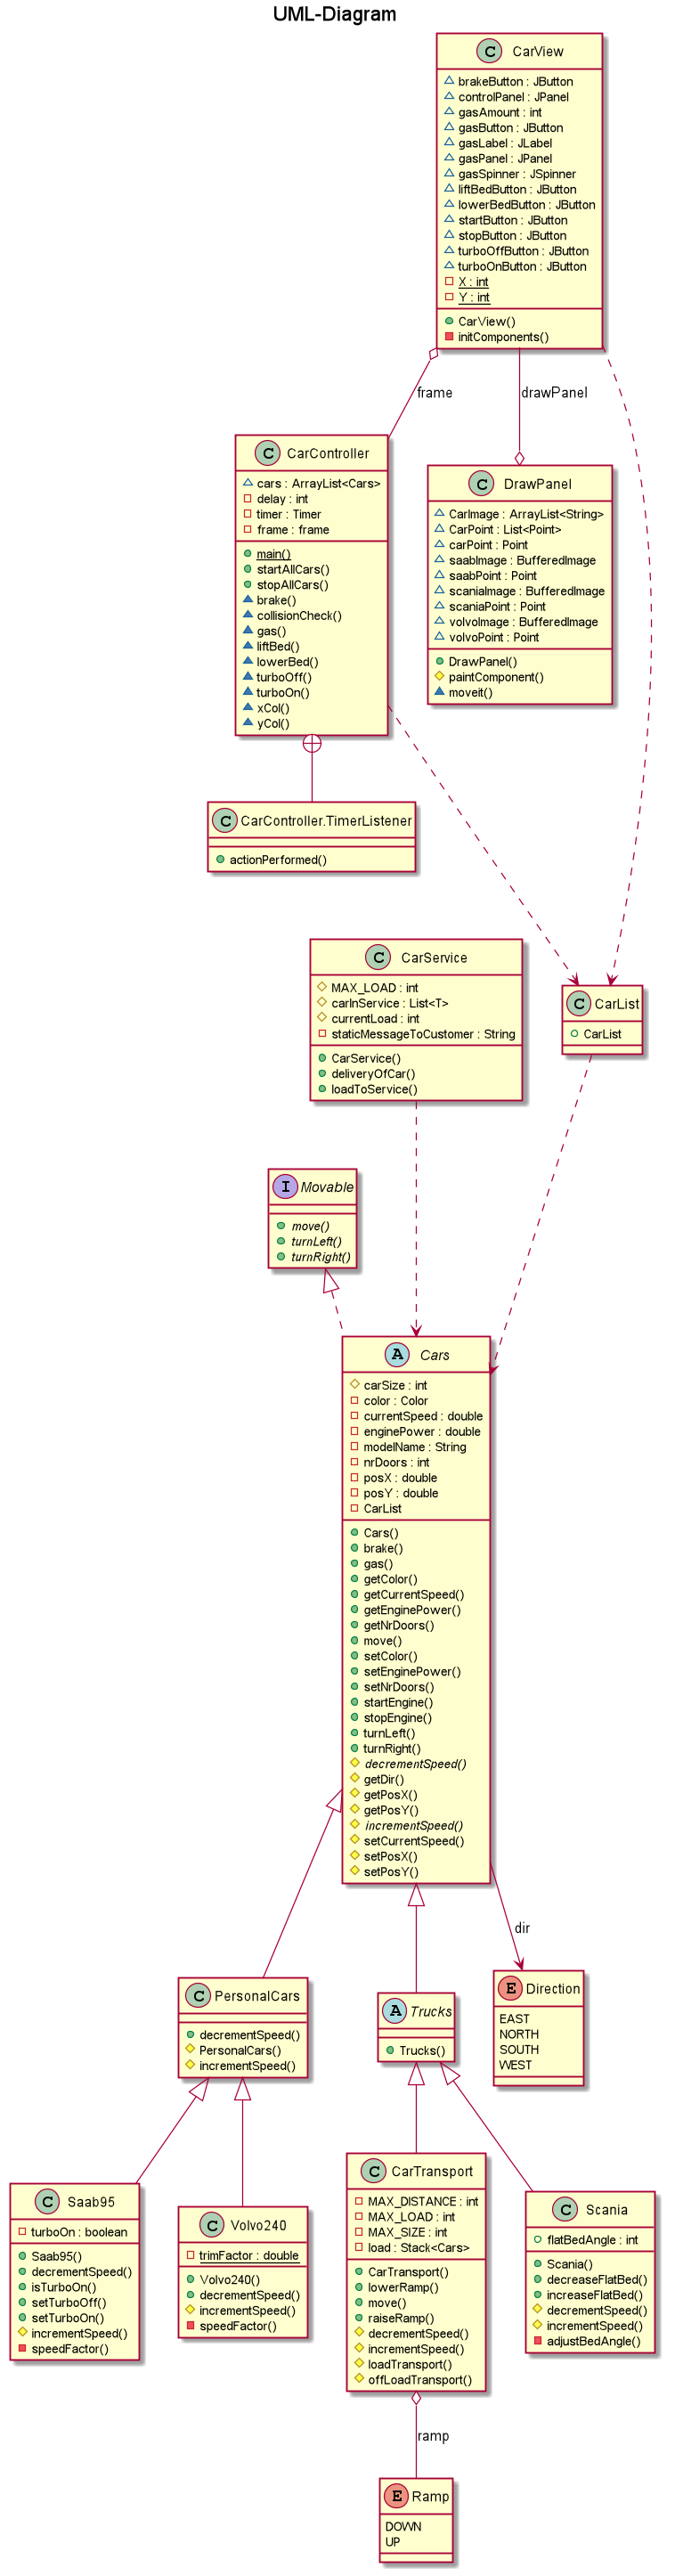 UML-Diagram
C CarView
brakeButton : JButton
controlPanel : JPanel
gasAmount : int
gasButton : JButton
gasLabel : JLabel
gasPanel : JPanel
gasSpinner : JSpinner
liftBedButton : JButton
lowerBedButton : JButton
startButton : JButton
stopButton : JButton
turboOffButton : JButton
turboOnButton : JButton
X : int
Y : int
CarView()
initComponents()
frame
drawPanel
C CarController
cars : ArrayList<Cars>
delay : int
timer : Timer
frame : frame
main()
startAllCars()
stopAllCars()
brake()
collisionCheck()
gas()
liftBed()
lowerBed()
turboOff()
turboOn()
xCol()
yCol()
C DrawPanel
CarImage : ArrayList<String>
CarPoint : List<Point>
carPoint : Point
saabImage : BufferedImage
saabPoint : Point
scaniaImage : BufferedImage
scaniaPoint : Point
volvoImage : BufferedImage
volvoPoint : Point
DrawPanel()
paintComponent()
moveit()
C CarController.TimerListener
actionPerformed()
C CarService
MAX_LOAD : int
carInService : List<T>
currentLoad : int
staticMessageToCustomer : String
CarService()
deliveryOfCar()
loadToService()
C CarList
CarList
I Movable
move()
turnLeft()
turnRight()
A Cars
carSize : int
color : Color
currentSpeed : double
enginePower : double
modelName : String
nrDoors : int
posX : double
posY : double
CarList
Cars()
brake()
gas()
getColor()
getCurrentSpeed()
getEnginePower()
getNrDoors()
move()
setColor()
setEnginePower()
setNrDoors()
startEngine()
stopEngine()
turnLeft()
turnRight()
decrementSpeed()
getDir()
getPosX()
getPosY()
incrementSpeed()
setCurrentSpeed()
setPosX()
setPosY()
dir
C PersonalCars
decrementSpeed()
PersonalCars()
incrementSpeed()
A Trucks
Trucks()
E Direction
EAST
NORTH
SOUTH
WEST
C Saab95
turboOn : boolean
Saab95()
decrementSpeed()
isTurboOn()
setTurboOff()
setTurboOn()
incrementSpeed()
speedFactor()
C Volvo240
trimFactor : double
Volvo240()
decrementSpeed()
incrementSpeed()
speedFactor()
C CarTransport
MAX_DISTANCE : int
MAX_LOAD : int
MAX_SIZE : int
load : Stack<Cars>
CarTransport()
lowerRamp()
move()
raiseRamp()
decrementSpeed()
incrementSpeed()
loadTransport()
offLoadTransport()
C Scania
flatBedAngle : int
Scania()
decreaseFlatBed()
increaseFlatBed()
decrementSpeed()
incrementSpeed()
adjustBedAngle()
ramp
E Ramp
DOWN
UP